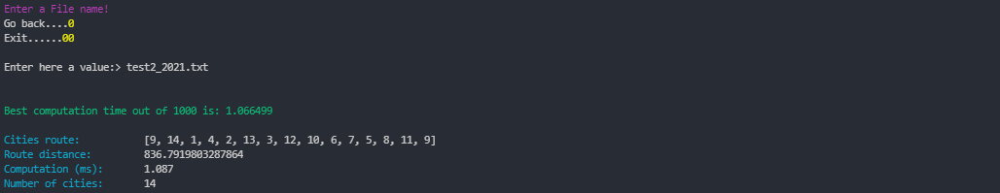 Enter a File name!
Go back....0
Exit......00
Enter here a value:> test2_2021.txt
Best computation time out of 1000 is: 1.066499
Cities route: [9, 14, 1, 4, 2, 13, 3, 12, 10, 6, 7, 5, 8, 11, 9]
Route distance: 836.7919803287864
Computation (ms): 1.087
Number of cities: 14